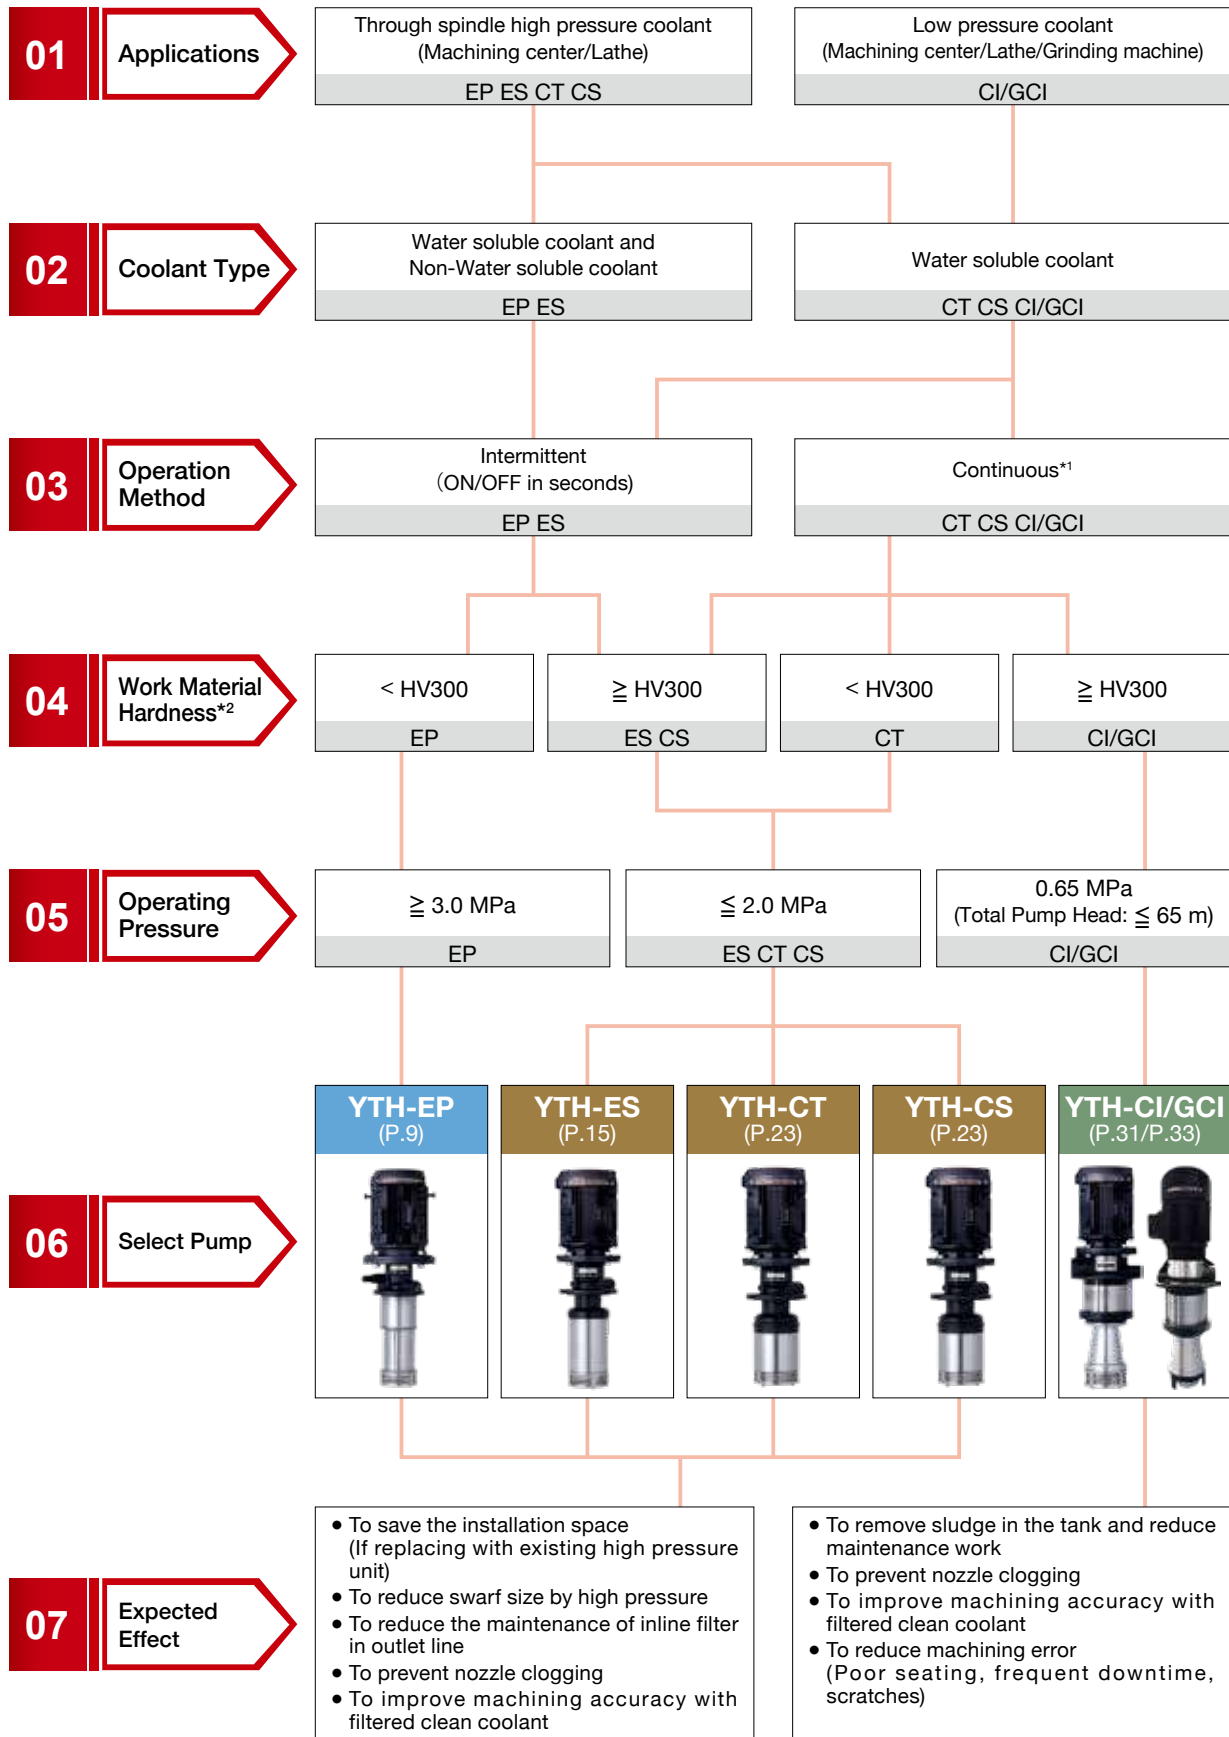 01
Applications
Through spindle high pressure coolant
(Machining center/Lathe)
EP ES CT CS
Low pressure coolant
(Machining center/Lathe/Grinding machine)
CI/GCI
02
Coolant Type
Water soluble coolant and
Non-Water soluble coolant
EP ES
Water soluble coolant
CT CS CI/GCI
03
Operation
Method
Intermittent
(ON/OFF in seconds)
EP ES
Continuous*1
CT CS CI/GCI
04
Work Material
Hardness*2
< HV300
EP
≧ HV300
ES CS
< HV300
CT
≧ HV300
CI/GCI
05
Operating
Pressure
≧ 3.0 MPa
EP
≦ 2.0 MPa
ES CT CS
0.65 MPa
(Total Pump Head: ≦ 65 m)
CI/GCI
06
Select Pump
YTH-EP
(P.9)
YTH-ES
(P.15)
YTH-CT
(P.23)
YTH-CS
(P.23)
YTH-CI/GCI
(P.31/P.33)
07
Expected
Effect
● To save the installation space
(If replacing with existing high pressure
unit)
● To reduce swarf size by high pressure
● To reduce the maintenance of inline filter
in outlet line
● To prevent nozzle clogging
● To improve machining accuracy with
filtered clean coolant
● To remove sludge in the tank and reduce
maintenance work
● To prevent nozzle clogging
● To improve machining accuracy with
filtered clean coolant
● To reduce machining error
(Poor seating, frequent downtime,
scratches)